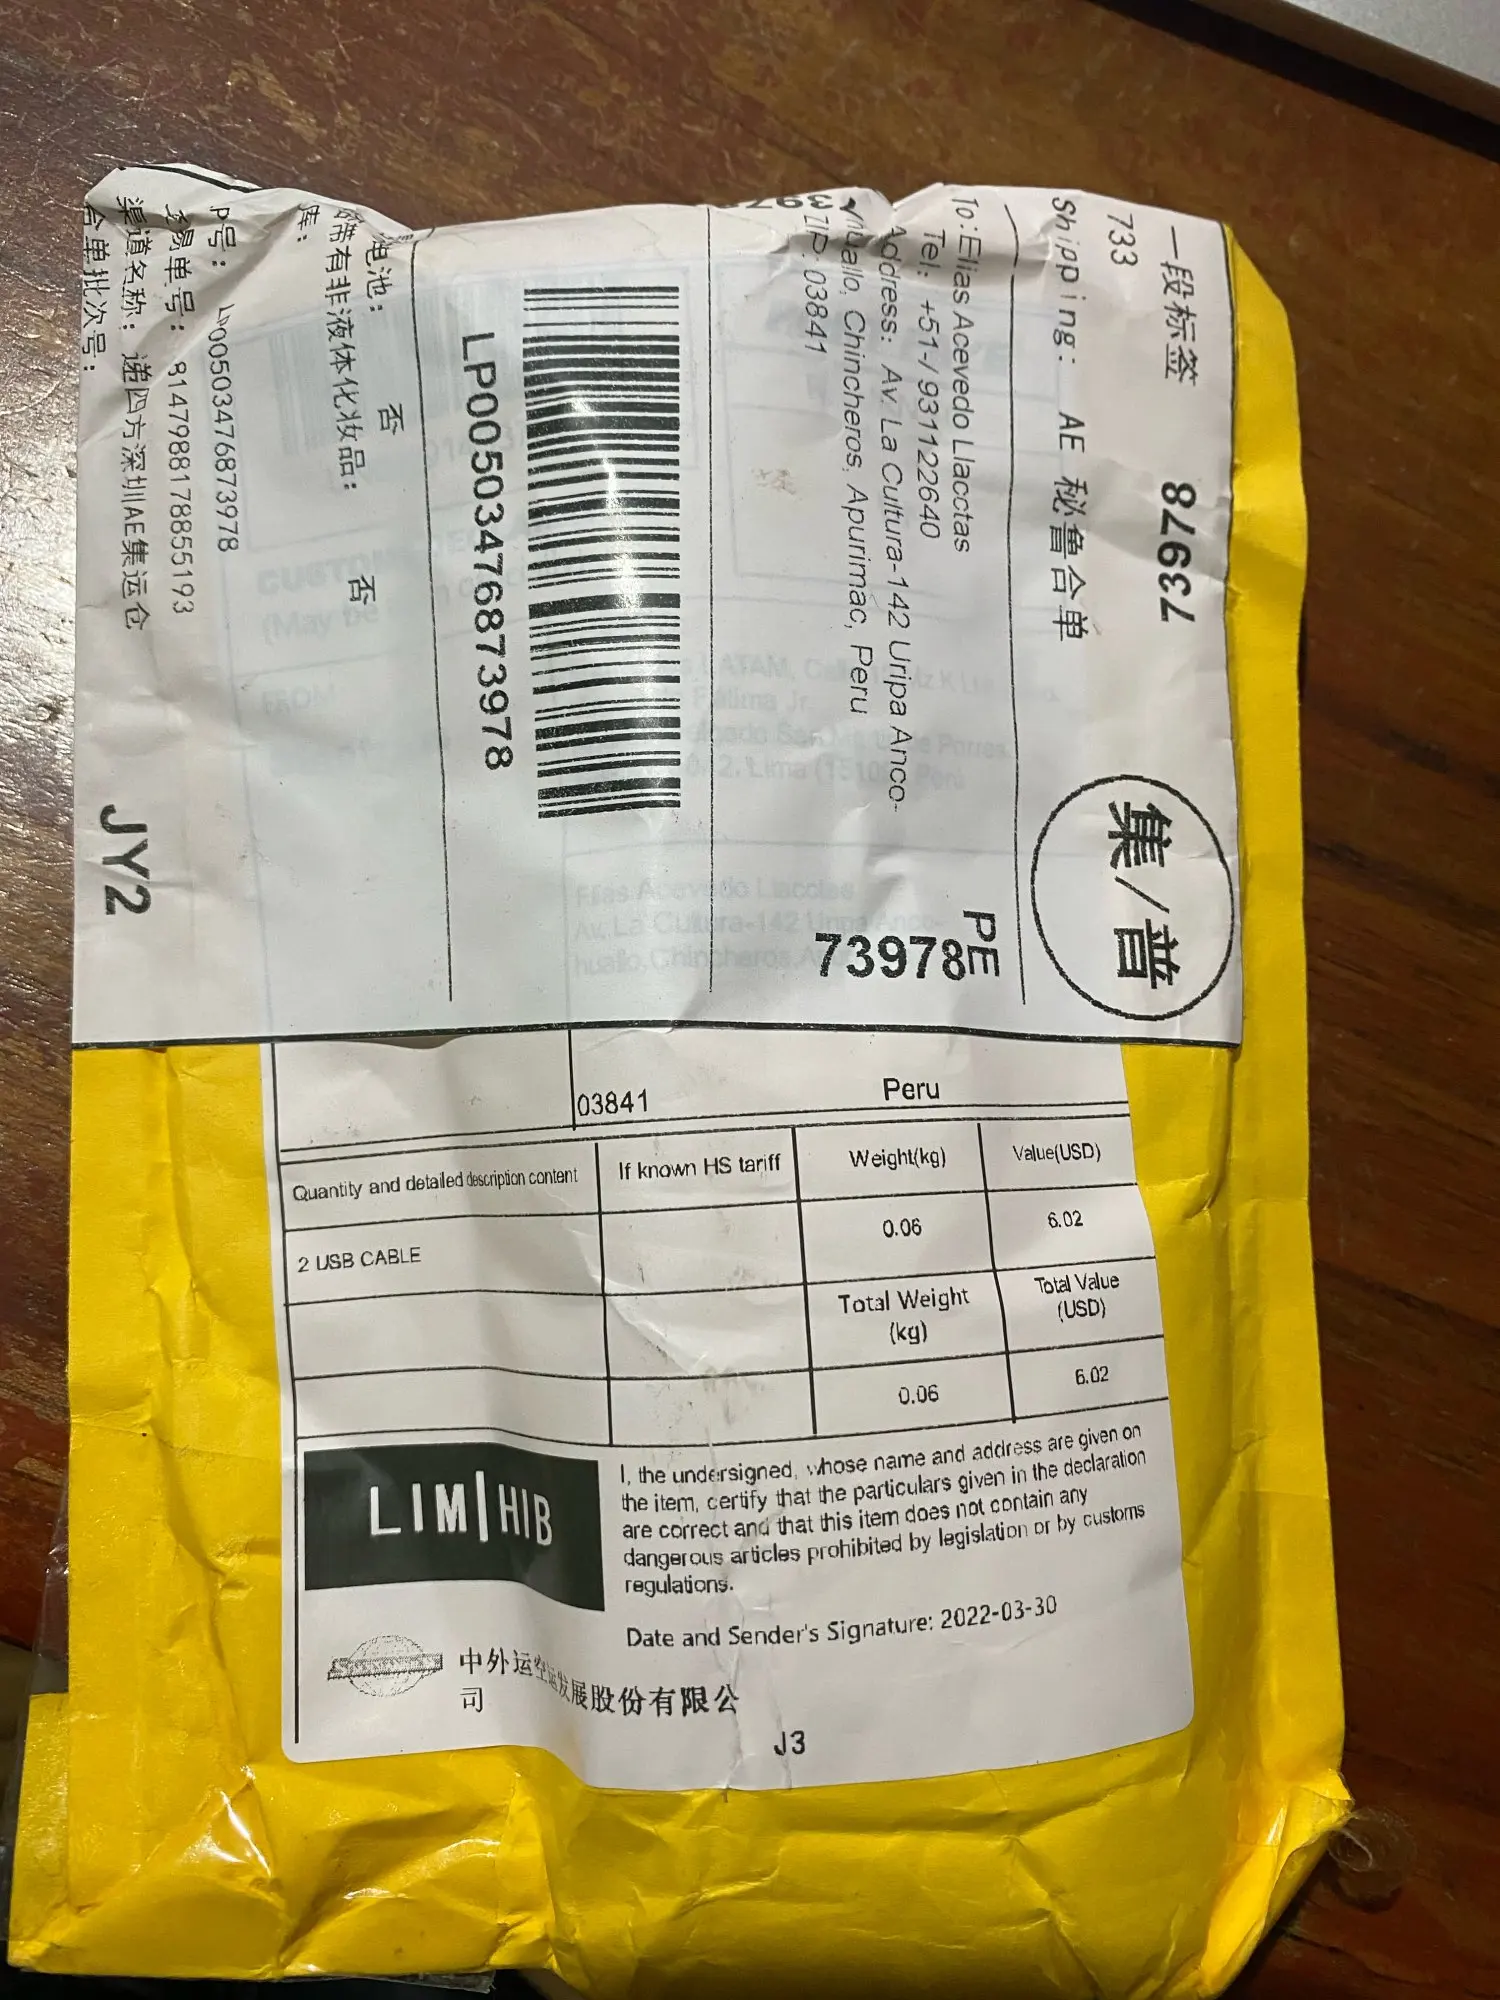 一段标签 73978
733
Shipping: AE 秘鲁合单
集/普
To:Elias Acevedo Llacctas
Tel: +51-/ 931122640
Address: Av. La Cultura-142 Uripa Anco-
huallo, Chincheros, Apurimac, Peru
ZIP: 03841
PE
73978
LP00503476873978
电池: 否
否
携带有非液体化妆品: 否
库:
P号: LP00503476873978
交易单号: 8147988178855193
渠道名称: 递四方深圳AE集运仓
合单批次号:
JY2
03841 Peru
Quantity and detailed description content If known HS tariff Weight(kg) Value(USD)
2 USB CABLE 0.06 6.02
Total Weight (kg) Total Value (USD)
0.06 6.02
LIM|HIB
I, the undersigned, whose name and address are given on
the item, certify that the particulars given in the declaration
are correct and that this item does not contain any
dangerous articles prohibited by legislation or by customs
regulations.
Date and Sender's Signature: 2022-03-30
中外运空运发展股份有限公
司
J3